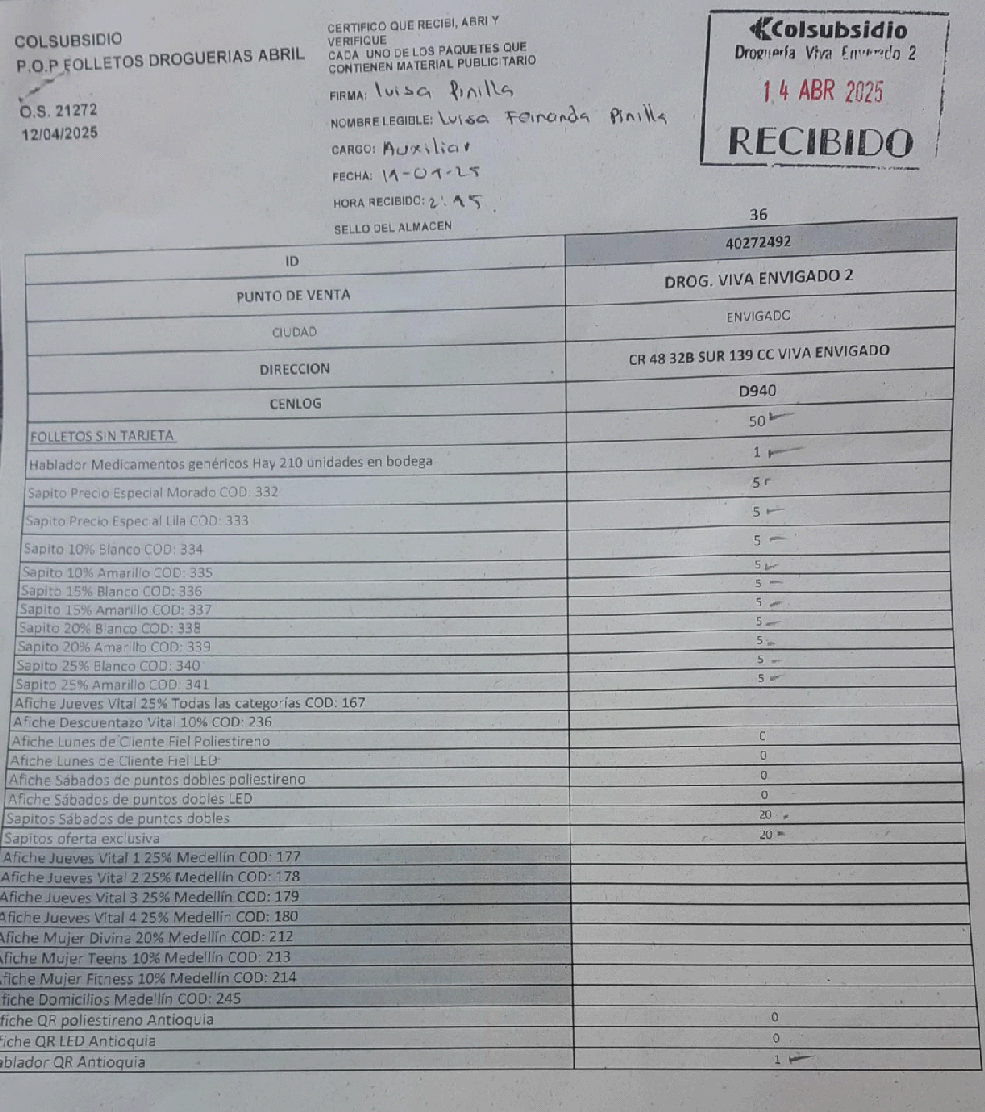 COLSUBSIDIO
P.O.P FOLLETOS DROGUERIAS ABRIL
O.S. 21272
12/04/2025
CERTIFICO QUE RECIBI, ABRI Y
VERIFIQUE
CADA UNO DE LOS PAQUETES QUE
CONTIENEN MATERIAL PUBLICITARIO
FIRMA: luisa Pinilla
NOMBRE LEGIBLE: Luisa Fernanda Pinilla
CARGO: Auxiliar
FECHA:
HORA RECIBIDO:
SELLO DEL ALMACEN
Colsubsidio
Droguería Viva Envigado 2
14 ABR 2025
RECIBIDO
36
ID 40272492
PUNTO DE VENTA DROG. VIVA ENVIGADO 2
CIUDAD ENVIGADO
DIRECCION CR 48 32B SUR 139 CC VIVA ENVIGADO
CENLOG D940
FOLLETOS SIN TARJETA 50
Hablador Medicamentos genéricos Hay 210 unidades en bodega 1
Sapito Precio Especial Morado COD: 332 5
Sapito Precio Especial Lila COD: 333 5
Sapito 10% Blanco COD: 334 5
Sapito 10% Amarillo COD: 335 5
Sapito 15% Blanco COD: 336 5
Sapito 15% Amarillo COD: 337 5
Sapito 20% Blanco COD: 338 5
Sapito 20% Amarillo COD: 339 5
Sapito 25% Blanco COD: 340 5
Sapito 25% Amarillo COD: 341 5
Afiche Jueves Vital 25% Todas las categorías COD: 167
Afiche Descuentazo Vital 10% COD: 236
Afiche Lunes de Cliente Fiel Poliestireno 0
Afiche Lunes de Cliente Fiel LED 0
Afiche Sábados de puntos dobles poliestireno 0
Afiche Sábados de puntos dobles LED 0
Sapitos Sábados de puntos dobles 20
Sapitos oferta exclusiva 20
Afiche Jueves Vital 1 25% Medellín COD: 177
Afiche Jueves Vital 2 25% Medellín COD: 178
Afiche Jueves Vital 3 25% Medellín COD: 179
Afiche Jueves Vital 4 25% Medellín COD: 180
Afiche Mujer Divina 20% Medellín COD: 212
Afiche Mujer Teens 10% Medellín COD: 213
fiche Mujer Fitness 10% Medellín COD: 214
fiche Domicilios Medellín COD: 245
fiche QR poliestireno Antioquia 0
iche QR LED Antioquia 0
ablador QR Antioquia 1